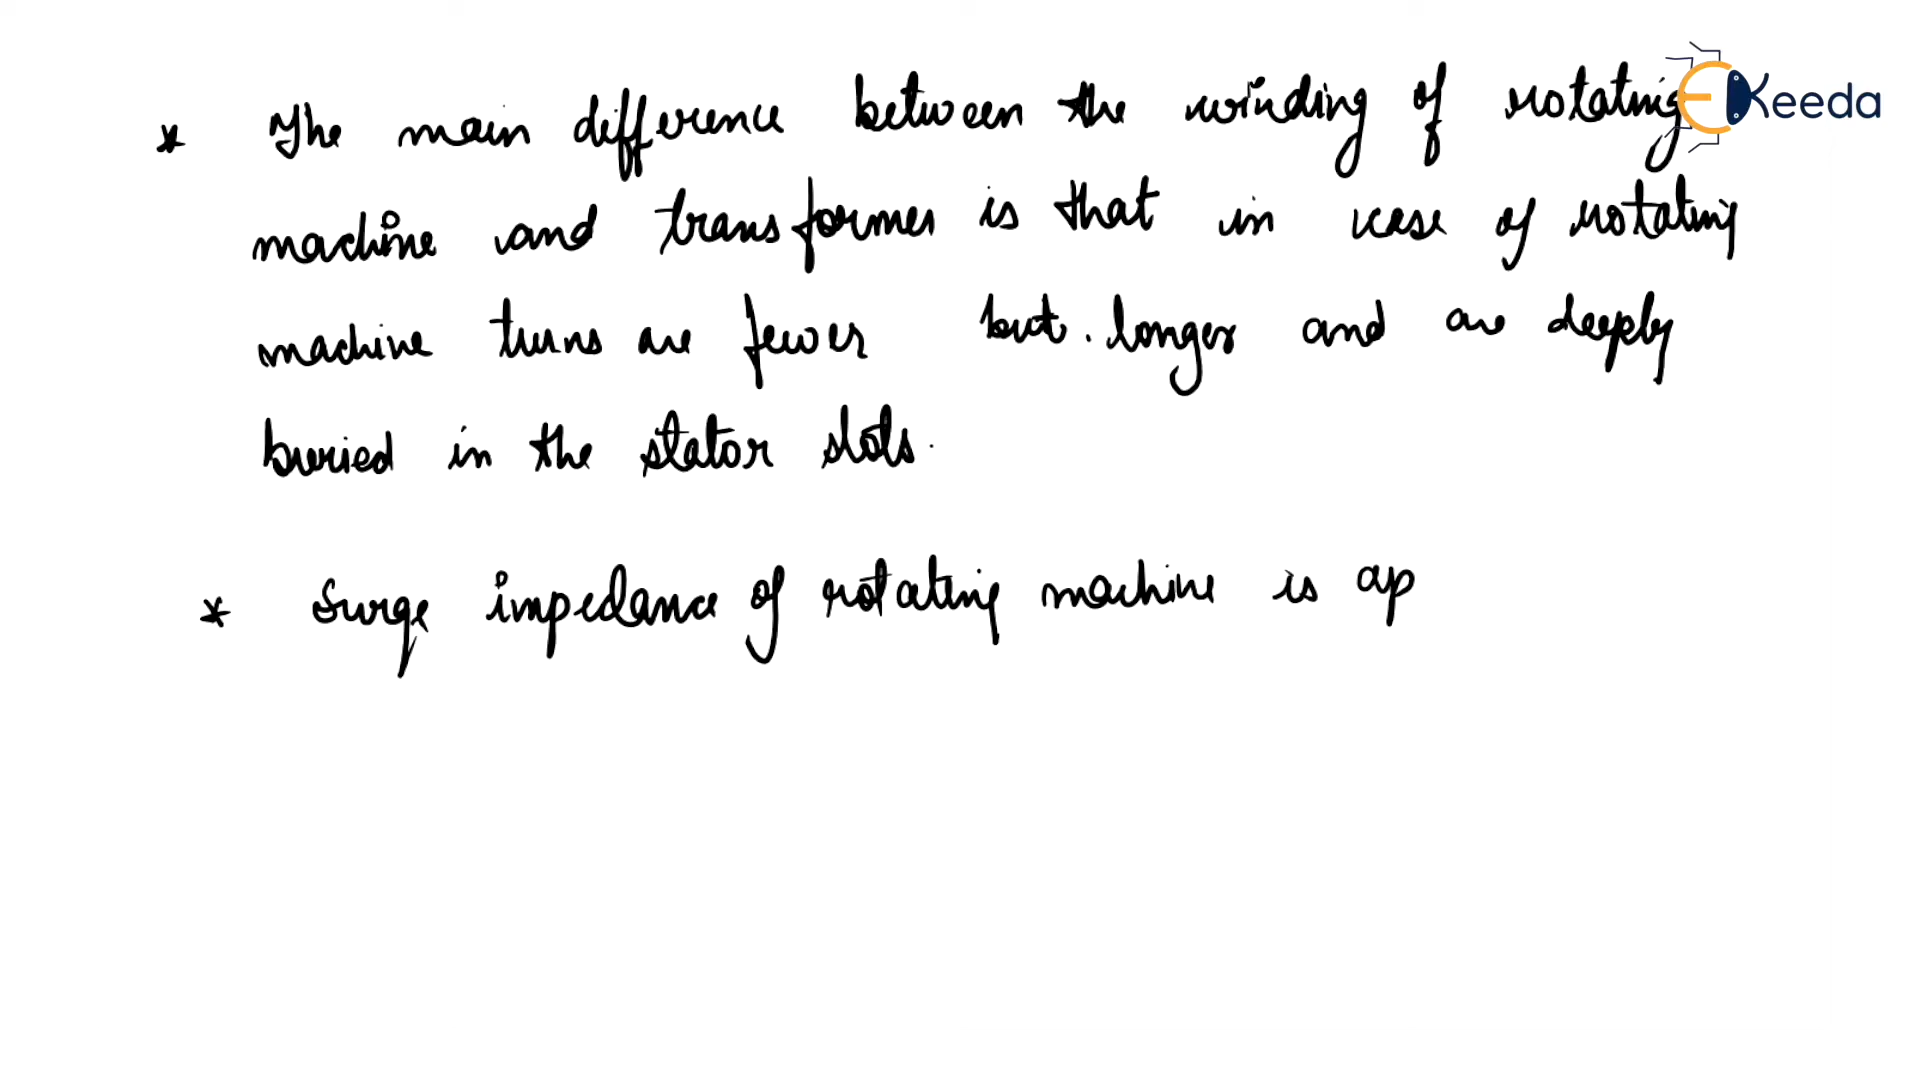 * The main difference between the winding of rotating
EKeeda
machine and transformer is that in case of rotating
machine turns are fewer but. longer and are deeply
buried in the stator slots.
* Surge impedance of rotating machine is ap